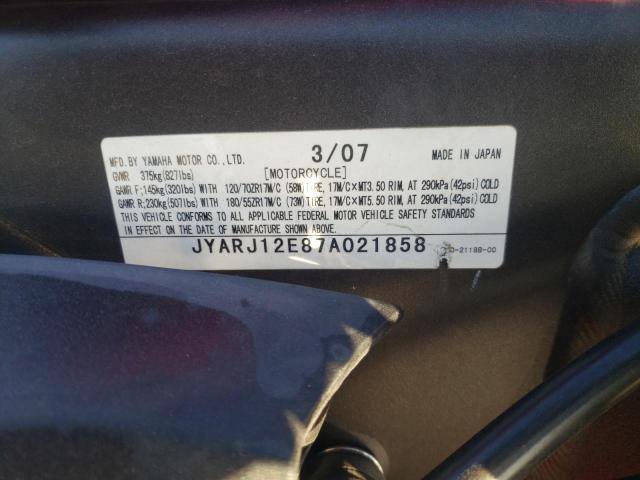 MFD.BY YAMAHA MOTOR CO.,LTD. 3/07 MADE IN JAPAN
GVWR 375kg(827lbs) [MOTORCYCLE]
GAWR F;145kg(320lbs) WITH 120/70ZR17M/C (58W)TIRE, 17M/C×MT3.50 RIM, AT 290kPa(42psi)COLD
GAWR R;230kg(507lbs) WITH 180/55ZR17M/C (73W)TIRE, 17M/C×MT5.50 RIM, AT 290kPa(42psi)COLD
THIS VEHICLE CONFORMS TO ALL APPLICABLE FEDERAL MOTOR VEHICLE SAFETY STANDARDS
IN EFFECT ON THE DATE OF MANUFACTURE SHOWN ABOVE.
JYARJ12E87A021858